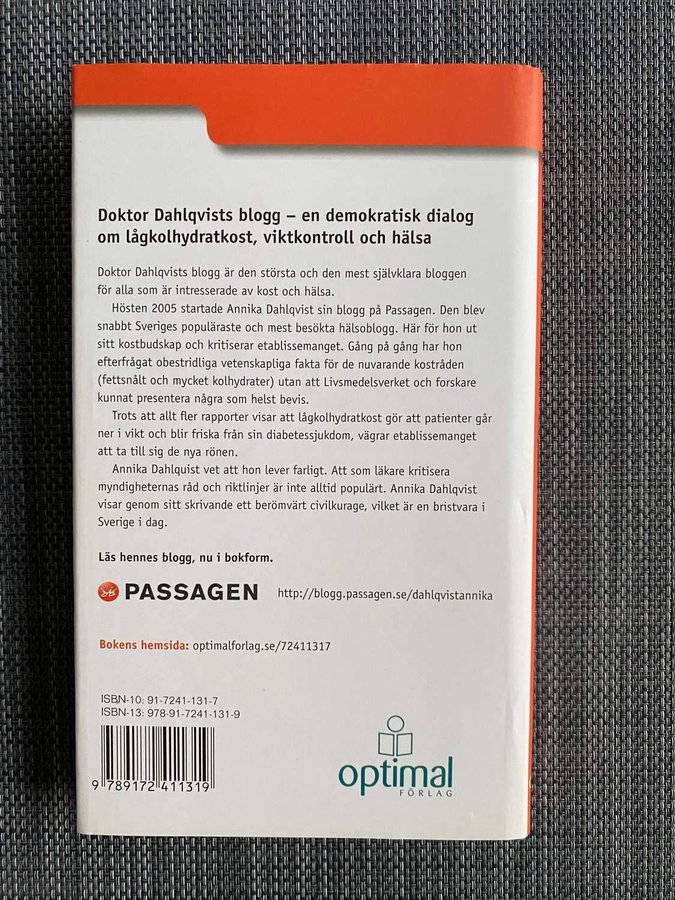 Doktor Dahlqvists blogg – en demokratisk dialog
om lågkolhydratkost, viktkontroll och hälsa
Doktor Dahlqvists blogg är den största och den mest självklara bloggen
för alla som är intresserade av kost och hälsa.
Hösten 2005 startade Annika Dahlqvist sin blogg på Passagen. Den blev
snabbt Sveriges populäraste och mest besökta hälsoblogg. Här för hon ut
sitt kostbudskap och kritiserar etablissemanget. Gång på gång har hon
efterfrågat obestridliga vetenskapliga fakta för de nuvarande kostråden
(fettsnålt och mycket kolhydrater) utan att Livsmedelsverket och forskare
kunnat presentera några som helst bevis.
Trots att allt fler rapporter visar att lågkolhydratkost gör att patienter går
ner i vikt och blir friska från sin diabetessjukdom, vägrar etablissemanget
att ta till sig de nya rönen.
Annika Dahlquist vet att hon lever farligt. Att som läkare kritisera
myndigheternas råd och riktlinjer är inte alltid populärt. Annika Dahlqvist
visar genom sitt skrivande ett berömvärt civilkurage, vilket är en bristvara i
Sverige i dag.
Läs hennes blogg, nu i bokform.
PASSAGEN http://blogg.passagen.se/dahlqvistannika
Bokens hemsida: optimalforlag.se/72411317
ISBN-10: 91-7241-131-7
ISBN-13: 978-91-7241-131-9
9 789172 411319
optimal
FÖRLAG